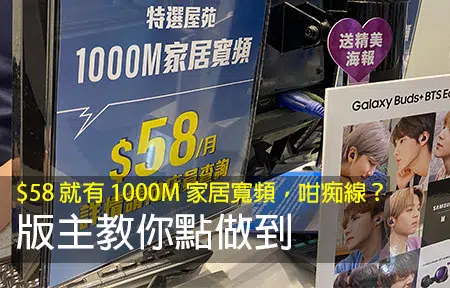 特選屋苑
1000M家居寬頻
$58/月
送精美
海報
Galaxy Buds+ BTS
SAMSUNG
$58 就有 1000M 家居寬頻，咁痴線？
版主教你點做到